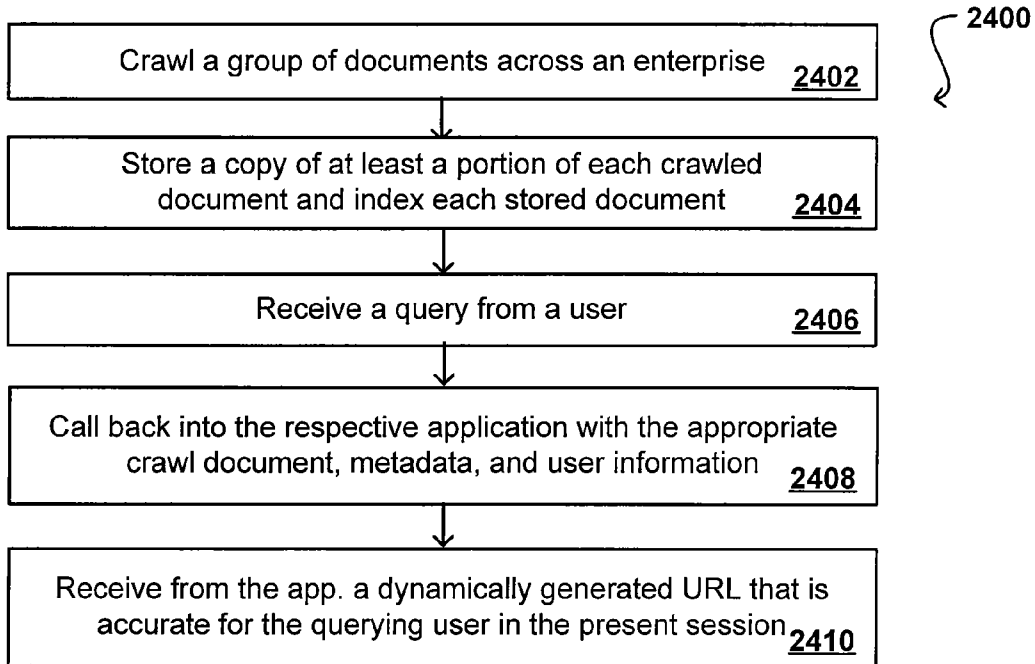 2400
Crawl a group of documents across an enterprise
2402
Store a copy of at least a portion of each crawled
document and index each stored document
2404
Receive a query from a user
2406
Call back into the respective application with the appropriate
crawl document, metadata, and user information
2408
Receive from the app. a dynamically generated URL that is
accurate for the querying user in the present session
2410